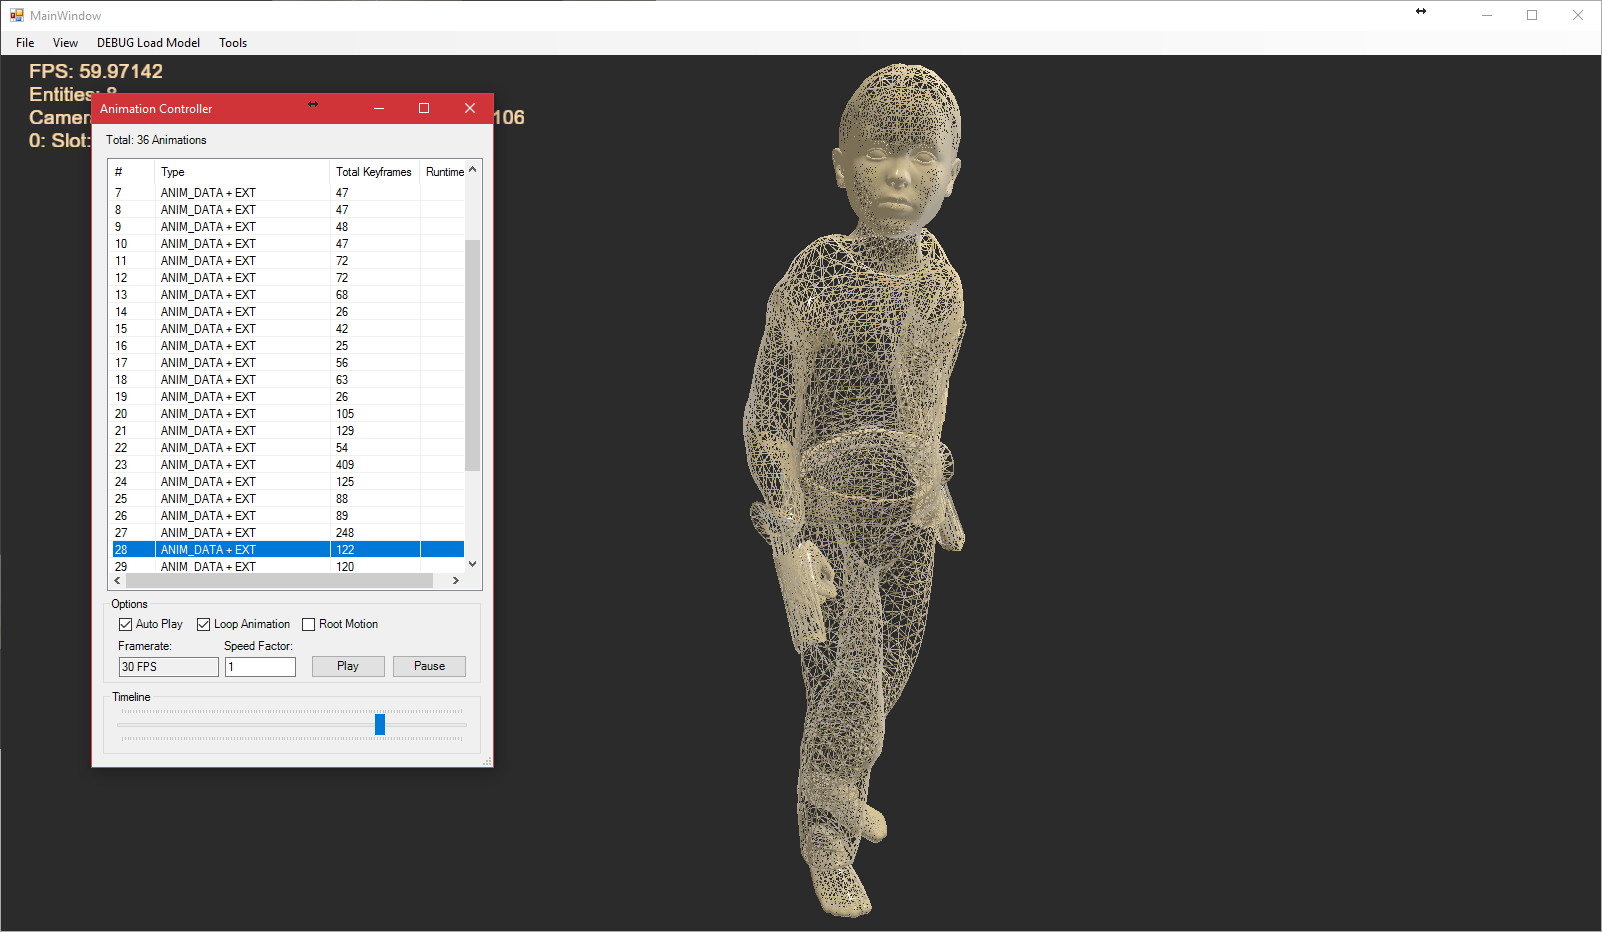 MainWindow
File View DEBUG Load Model Tools
FPS: 59.97142
Entities: 8
106
0: Slot:
Animation Controller
Total: 36 Animations
# Type Total Keyframes Runtime
7 ANIM_DATA + EXT 47
8 ANIM_DATA + EXT 47
9 ANIM_DATA + EXT 48
10 ANIM_DATA + EXT 47
11 ANIM_DATA + EXT 72
12 ANIM_DATA + EXT 72
13 ANIM_DATA + EXT 68
14 ANIM_DATA + EXT 26
15 ANIM_DATA + EXT 42
16 ANIM_DATA + EXT 25
17 ANIM_DATA + EXT 56
18 ANIM_DATA + EXT 63
19 ANIM_DATA + EXT 26
20 ANIM_DATA + EXT 105
21 ANIM_DATA + EXT 129
22 ANIM_DATA + EXT 54
23 ANIM_DATA + EXT 409
24 ANIM_DATA + EXT 125
25 ANIM_DATA + EXT 88
26 ANIM_DATA + EXT 89
27 ANIM_DATA + EXT 248
28 ANIM_DATA + EXT 122
29 ANIM_DATA + EXT 120
Options
Auto Play Loop Animation Root Motion
Framerate: Speed Factor:
30 FPS 1 Play Pause
Timeline